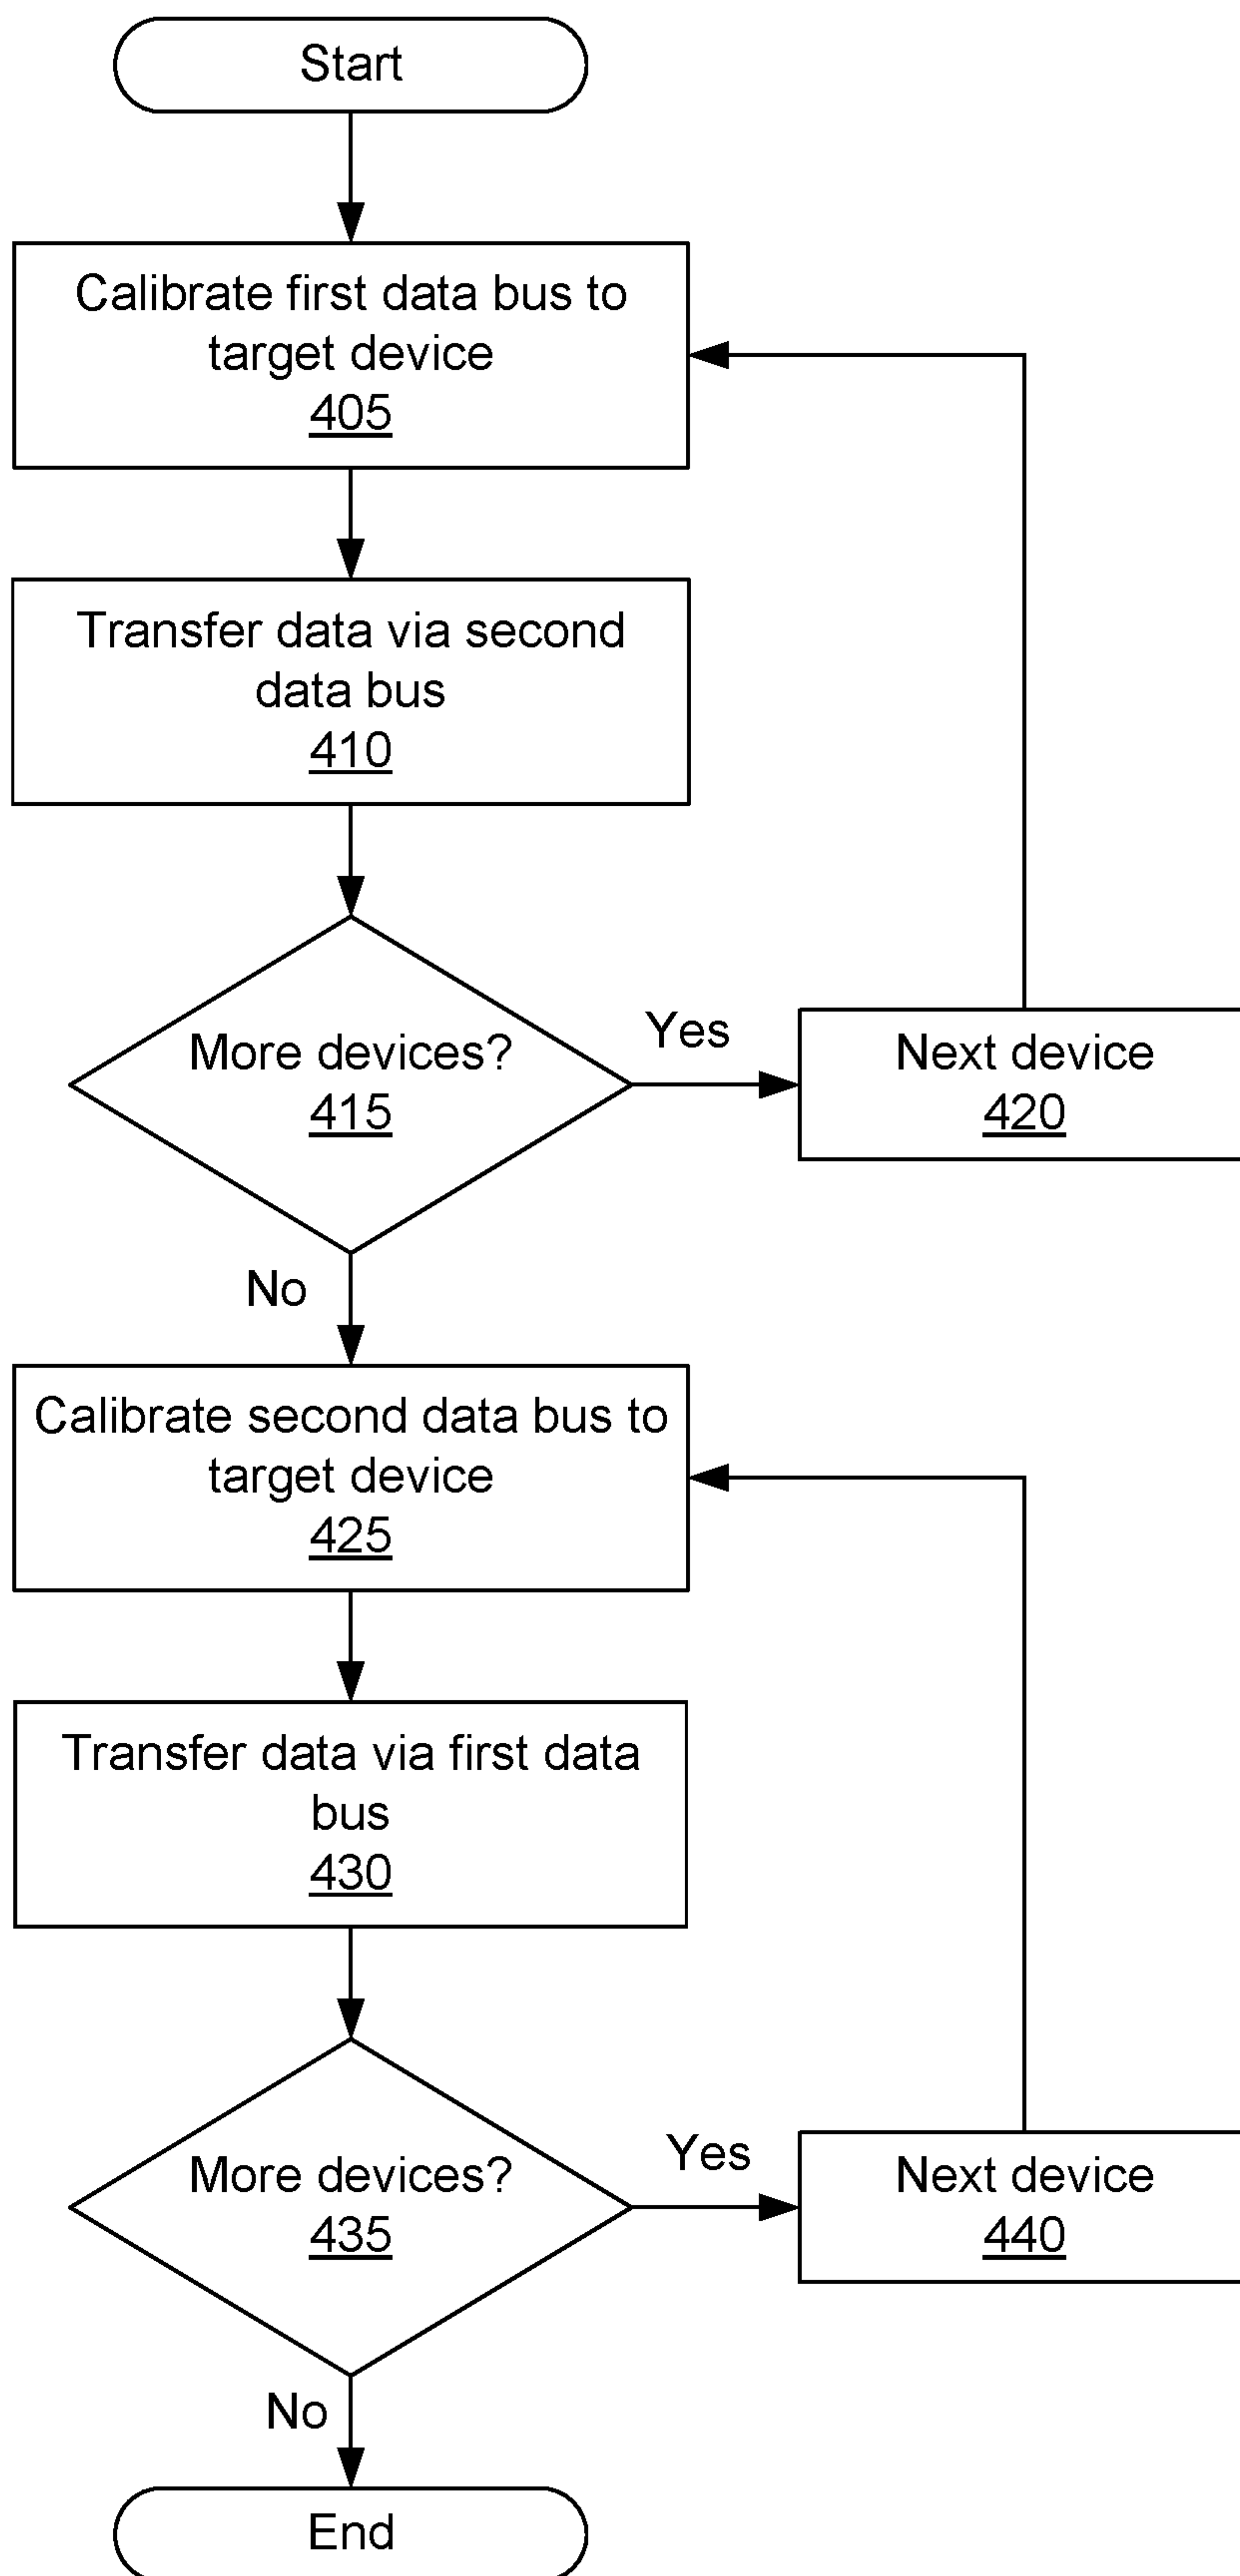 Start
Calibrate first data bus to
target device
405
Transfer data via second
data bus
410
More devices?
415
Yes
Next device
420
No
Calibrate second data bus to
target device
425
Transfer data via first data
bus
430
More devices?
435
Yes
Next device
440
No
End